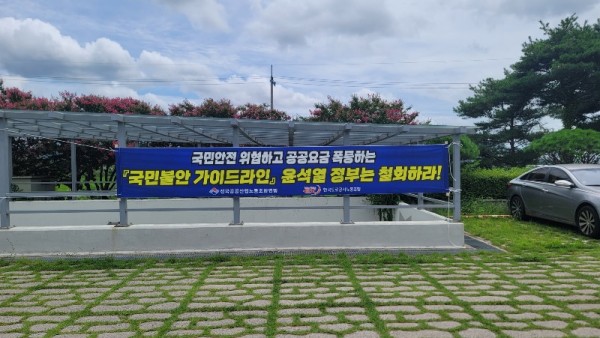 국민안전 위험하고 공공요금 폭등하는
『국민불안 가이드라인』 윤석열 정부는 철회하라!